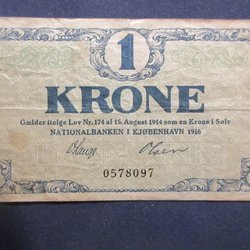 1
KRONE
Gælder ifølge Lov Nr. 174 af 15. August 1914 som en Krone i Sølv
NATIONALBANKEN I KJØBENHAVN 1916
0578097